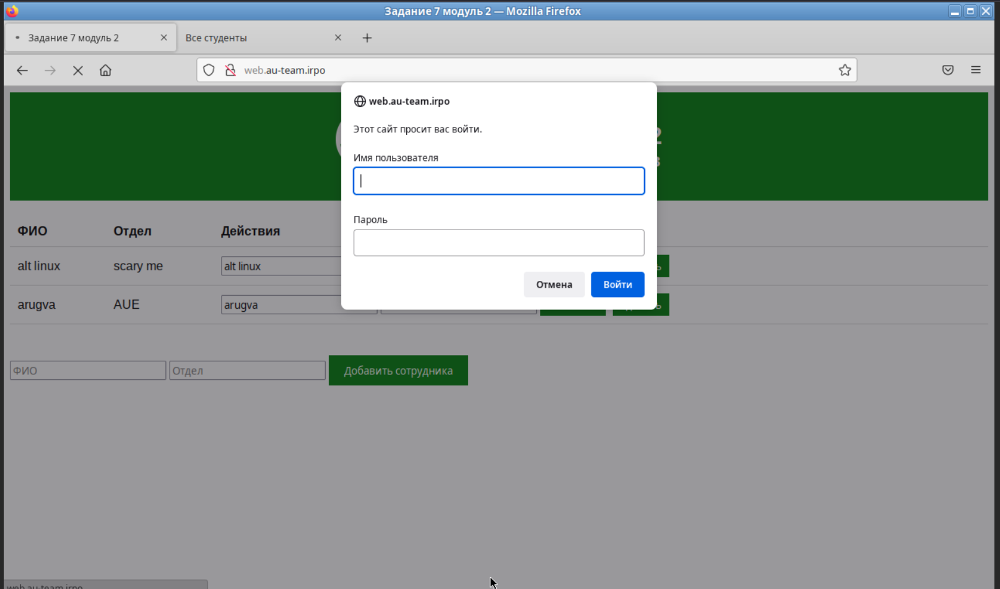 Задание 7 модуль 2 — Mozilla Firefox
Задание 7 модуль 2
Все студенты
web.au-team.irpo
web.au-team.irpo
Этот сайт просит вас войти.
Имя пользователя
Пароль
Отмена Войти
2
ФИО Отдел Действия
alt linux scary me alt linux
arugva AUE arugva
ФИО Отдел Добавить сотрудника
web.au-team.irpo